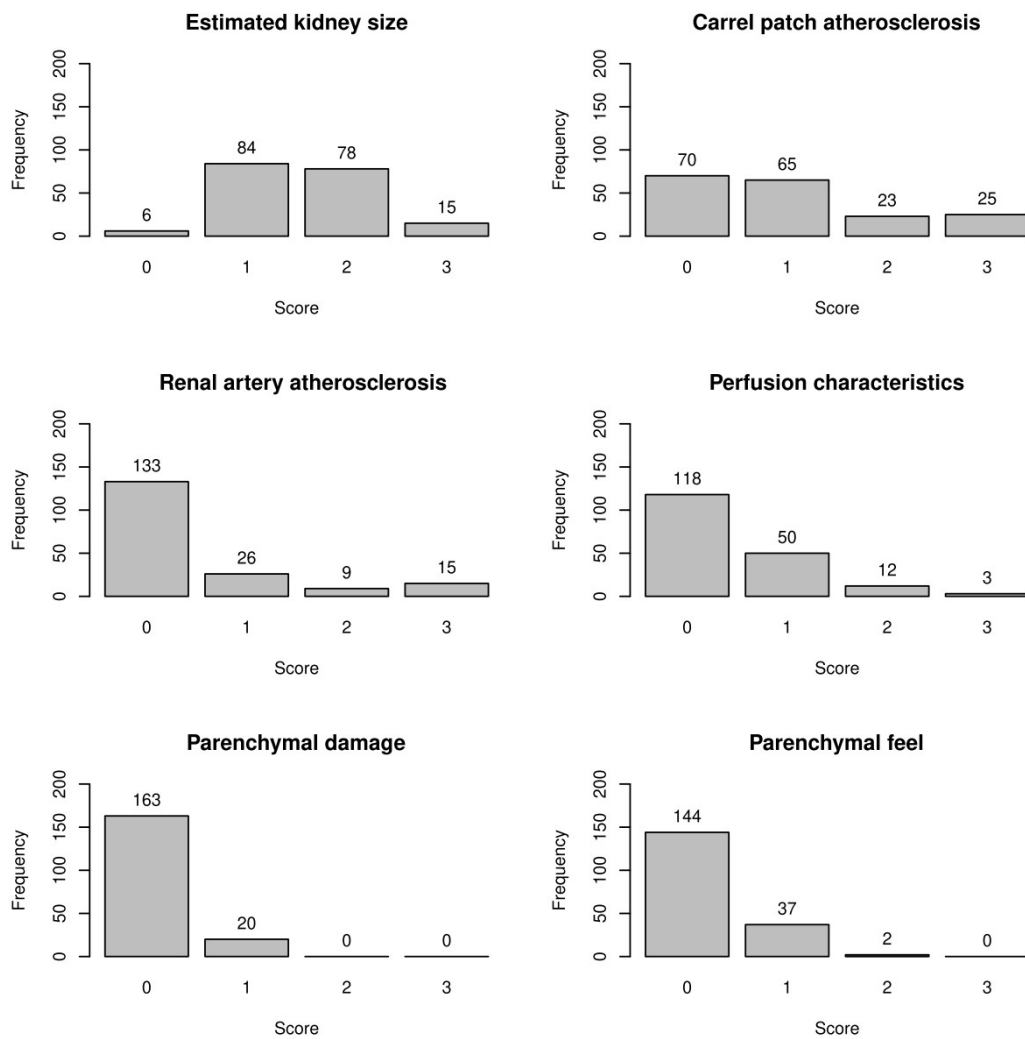 Estimated kidney size
Frequency
200
150
100
50
0
6
84
78
15
0 1 2 3
Score
Carrel patch atherosclerosis
Frequency
200
150
100
50
0
70
65
23
25
0 1 2 3
Score
Renal artery atherosclerosis
Frequency
200
150
100
50
0
133
26
9
15
0 1 2 3
Score
Perfusion characteristics
Frequency
200
150
100
50
0
118
50
12
3
0 1 2 3
Score
Parenchymal damage
Frequency
200
150
100
50
0
163
20
0
0
0 1 2 3
Score
Parenchymal feel
Frequency
200
150
100
50
0
144
37
2
0
0 1 2 3
Score